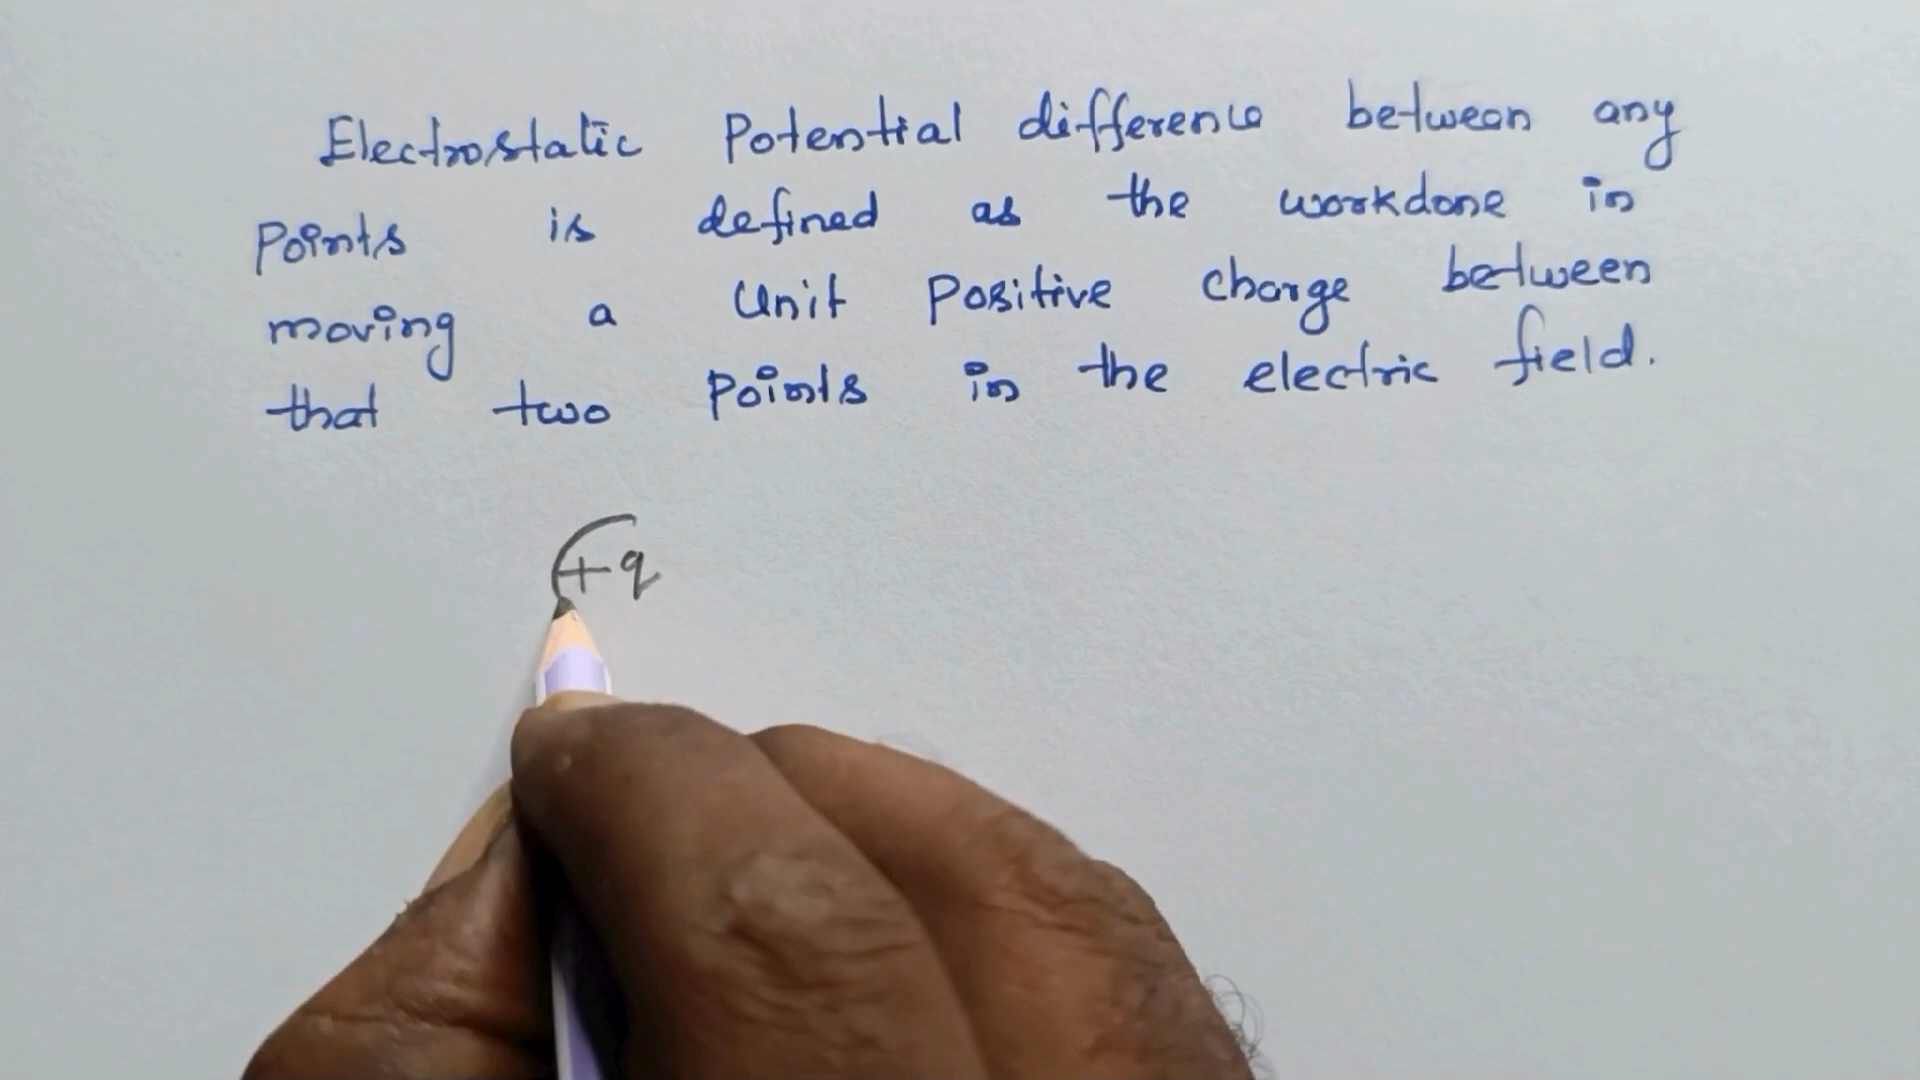 Electrostatic Potential difference between any
Points is defined as the workdone in
moving a Unit Positive charge between
that two Points in the electric field.
+q